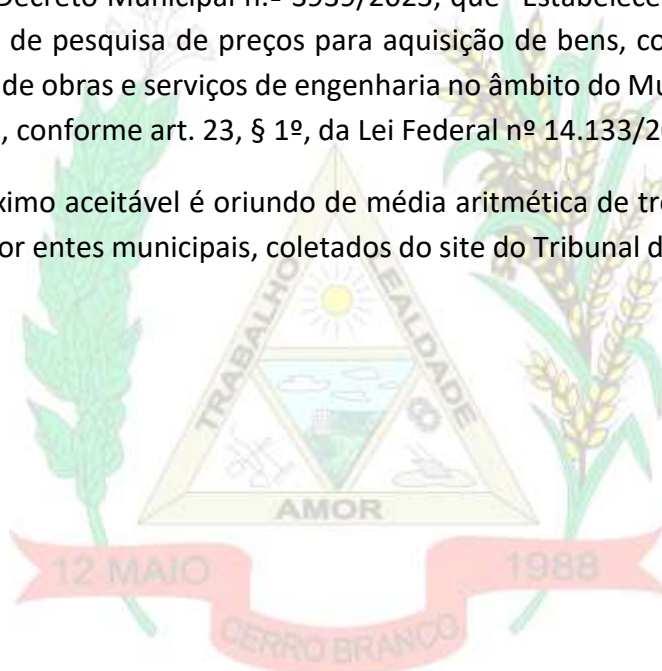 Decreto Municipal n.º 3939/2023, que "Estabelece
de pesquisa de preços para aquisição de bens, co
de obras e serviços de engenharia no âmbito do Mu
, conforme art. 23, § 1º, da Lei Federal nº 14.133/20
ximo aceitável é oriundo de média aritmética de tr
or entes municipais, coletados do site do Tribunal d
TRABALHO
LEALDADE
AMOR
12 MAIO
1988
CERRO BRANCO